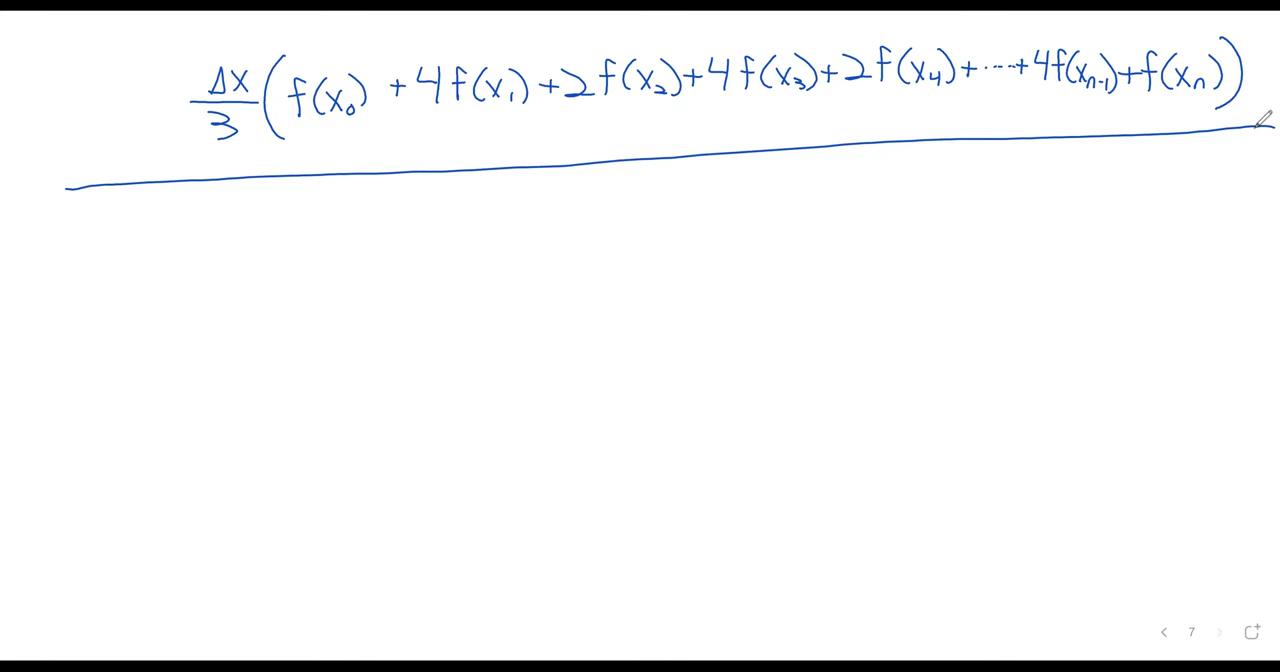 Δx/3 (f(x₀) + 4f(x₁) + 2f(x₂) + 4f(x₃) + 2f(x₄) + ⋯ + 4f(xₙ₋₁) + f(xₙ))
7